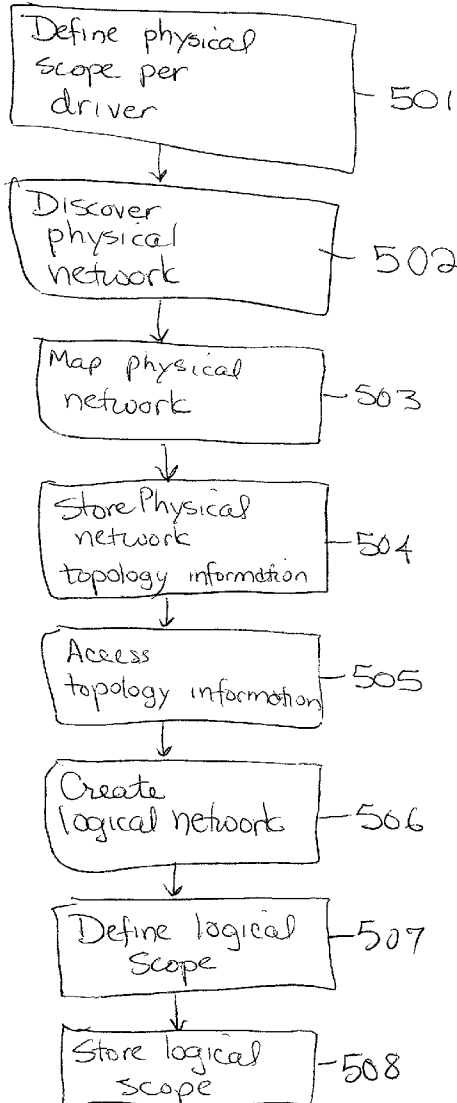 Define physical
scope per
driver
501
Discover
physical
network
502
Map physical
network
503
Store Physical
network
topology information
504
Access
topology information
505
Create
logical network
506
Define logical
Scope
507
Store logical
scope
508